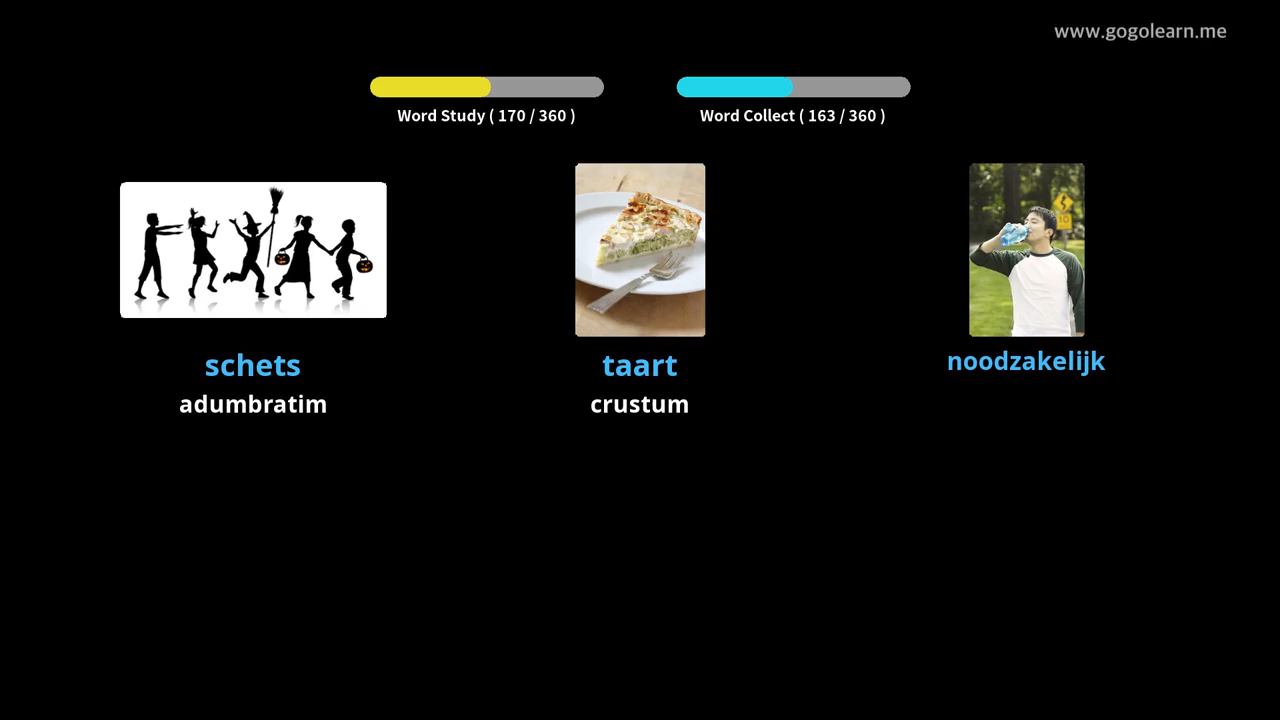 www.gogolearn.me
Word Study ( 170 / 360 )
Word Collect ( 163 / 360 )
schets
taart
noodzakelijk
adumbratim
crustum